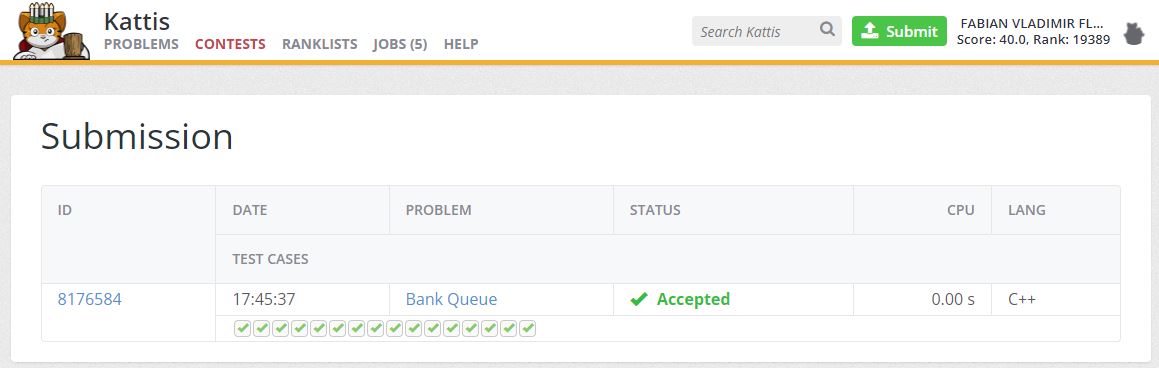 Kattis
PROBLEMS CONTESTS RANKLISTS JOBS (5) HELP
Search Kattis
Submit
FABIAN VLADIMIR FL...
Score: 40.0, Rank: 19389
Submission
ID DATE PROBLEM STATUS CPU LANG
TEST CASES
8176584 17:45:37 Bank Queue Accepted 0.00 s C++